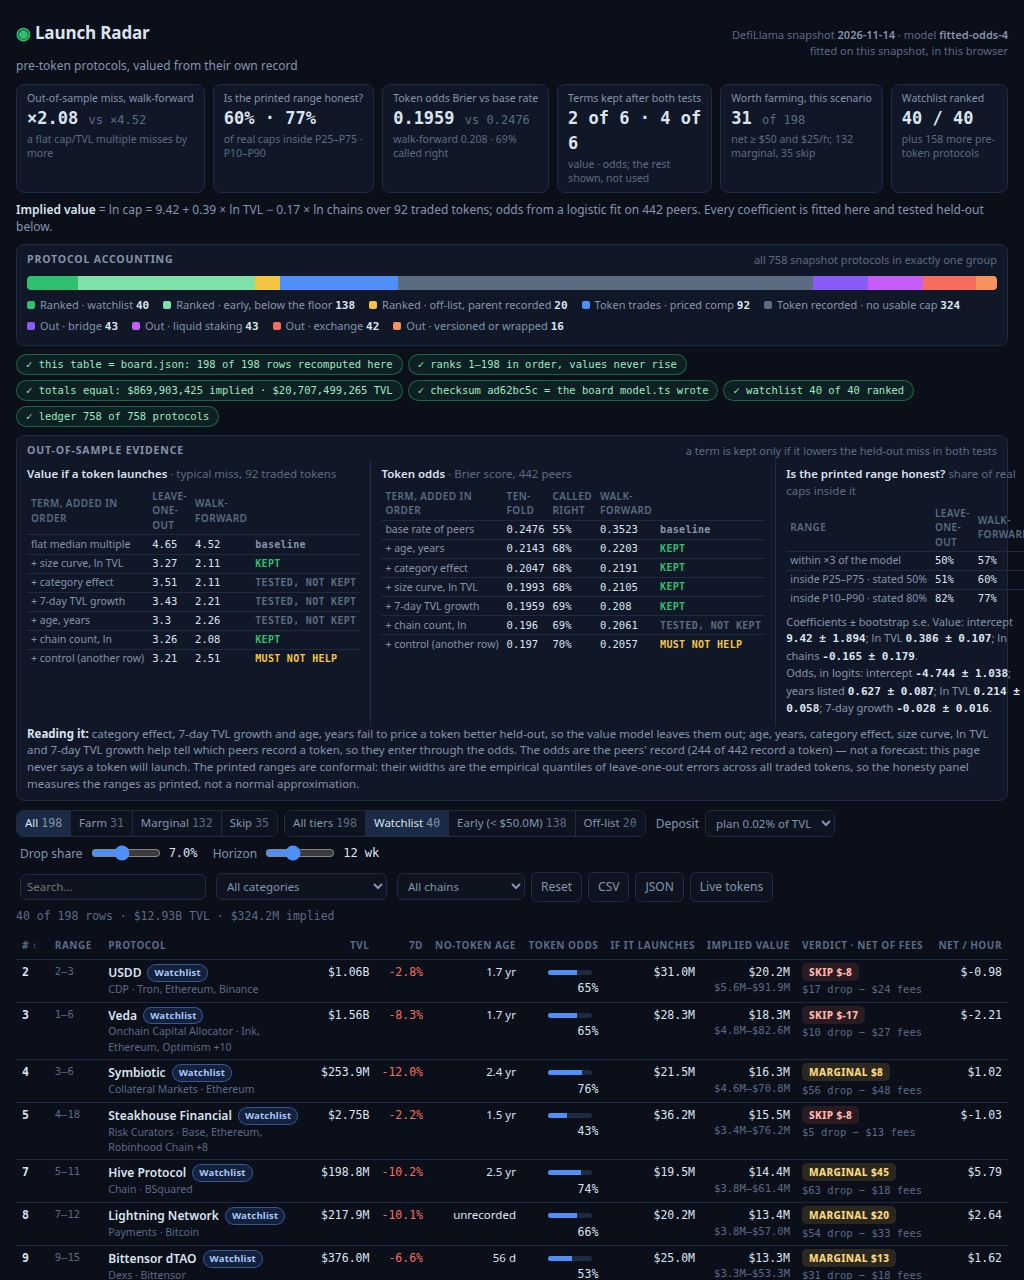 Launch Radar
DefiLlama snapshot 2026-11-14 · model fitted-odds-4
fitted on this snapshot, in this browser
pre-token protocols, valued from their own record
Out-of-sample miss, walk-forward
×2.08 vs ×4.52
a flat cap/TVL multiple misses by
more
Is the printed range honest?
60% · 77%
of real caps inside P25–P75 ·
P10–P90
Token odds Brier vs base rate
0.1959 vs 0.2476
walk-forward 0.208 · 69%
called right
Terms kept after both tests
2 of 6 · 4 of
6
value · odds; the rest
shown, not used
Worth farming, this scenario
31 of 198
net ≥ $50 and $25/h; 132
marginal, 35 skip
Watchlist ranked
40 / 40
plus 158 more pre-
token protocols
Implied value = ln cap = 9.42 + 0.39 × ln TVL − 0.17 × ln chains over 92 traded tokens; odds from a logistic fit on 442 peers. Every coefficient is fitted here and tested held-out
below.
PROTOCOL ACCOUNTING
all 758 snapshot protocols in exactly one group
Ranked · watchlist 40 Ranked · early, below the floor 138 Ranked · off-list, parent recorded 20 Token trades · priced comp 92 Token recorded · no usable cap 324
Out · bridge 43 Out · liquid staking 43 Out · exchange 42 Out · versioned or wrapped 16
✓ this table = board.json: 198 of 198 rows recomputed here ✓ ranks 1–198 in order, values never rise
✓ totals equal: $869,903,425 implied · $20,707,499,265 TVL ✓ checksum ad62bc5c = the board model.ts wrote ✓ watchlist 40 of 40 ranked
✓ ledger 758 of 758 protocols
OUT-OF-SAMPLE EVIDENCE
a term is kept only if it lowers the held-out miss in both tests
Value if a token launches · typical miss, 92 traded tokens
TERM, ADDED IN ORDER LEAVE-ONE-OUT WALK-FORWARD
flat median multiple 4.65 4.52 baseline
+ size curve, ln TVL 3.27 2.11 KEPT
+ category effect 3.51 2.11 TESTED, NOT KEPT
+ 7-day TVL growth 3.43 2.21 TESTED, NOT KEPT
+ age, years 3.3 2.26 TESTED, NOT KEPT
+ chain count, ln 3.26 2.08 KEPT
+ control (another row) 3.21 2.51 MUST NOT HELP
Token odds · Brier score, 442 peers
TERM, ADDED IN ORDER TEN-FOLD CALLED RIGHT WALK-FORWARD
base rate of peers 0.2476 55% 0.3523 baseline
+ age, years 0.2143 68% 0.2203 KEPT
+ category effect 0.2047 68% 0.2191 KEPT
+ size curve, ln TVL 0.1993 68% 0.2105 KEPT
+ 7-day TVL growth 0.1959 69% 0.208 KEPT
+ chain count, ln 0.196 69% 0.2061 TESTED, NOT KEPT
+ control (another row) 0.197 70% 0.2057 MUST NOT HELP
Is the printed range honest? share of real
caps inside it
RANGE LEAVE-ONE-OUT WALK-FORWARD
within ×3 of the model 50% 57%
inside P25–P75 · stated 50% 51% 60%
inside P10–P90 · stated 80% 82% 77%
Coefficients ± bootstrap s.e. Value: intercept
9.42 ± 1.894; ln TVL 0.386 ± 0.107; ln
chains -0.165 ± 0.179.
Odds, in logits: intercept -4.744 ± 1.038;
years listed 0.627 ± 0.087; ln TVL 0.214 ±
0.058; 7-day growth -0.028 ± 0.016.
Reading it: category effect, 7-day TVL growth and age, years fail to price a token better held-out, so the value model leaves them out; age, years, category effect, size curve, ln TVL
and 7-day TVL growth help tell which peers record a token, so they enter through the odds. The odds are the peers' record (244 of 442 record a token) — not a forecast: this page
never says a token will launch. The printed ranges are conformal: their widths are the empirical quantiles of leave-one-out errors across all traded tokens, so the honesty panel
measures the ranges as printed, not a normal approximation.
All 198 Farm 31 Marginal 132 Skip 35 All tiers 198 Watchlist 40 Early (< $50.0M) 138 Off-list 20 Deposit plan 0.02% of TVL
Drop share 7.0% Horizon 12 wk
Search... All categories All chains Reset CSV JSON Live tokens
40 of 198 rows · $12.93B TVL · $324.2M implied
# ↑ RANGE PROTOCOL TVL 7D NO-TOKEN AGE TOKEN ODDS IF IT LAUNCHES IMPLIED VALUE VERDICT · NET OF FEES NET / HOUR
2 2–3 USDD Watchlist $1.06B -2.8% 1.7 yr 65% $31.0M $20.2M SKIP $-8 $-0.98
CDP · Tron, Ethereum, Binance $5.6M–$91.9M $17 drop − $24 fees
3 1–6 Veda Watchlist $1.56B -8.3% 1.7 yr 65% $28.3M $18.3M SKIP $-17 $-2.21
Onchain Capital Allocator · Ink, $4.8M–$82.6M $10 drop − $27 fees
Ethereum, Optimism +10
4 3–6 Symbiotic Watchlist $253.9M -12.0% 2.4 yr 76% $21.5M $16.3M MARGINAL $8 $1.02
Collateral Markets · Ethereum $4.6M–$70.8M $56 drop − $48 fees
5 4–18 Steakhouse Financial Watchlist $2.75B -2.2% 1.5 yr 43% $36.2M $15.5M SKIP $-8 $-1.03
Risk Curators · Base, Ethereum, $3.4M–$76.2M $5 drop − $13 fees
Robinhood Chain +8
7 5–11 Hive Protocol Watchlist $198.8M -10.2% 2.5 yr 74% $19.5M $14.4M MARGINAL $45 $5.79
Chain · BSquared $3.8M–$61.4M $63 drop − $18 fees
8 7–12 Lightning Network Watchlist $217.9M -10.1% unrecorded 66% $20.2M $13.4M MARGINAL $20 $2.64
Payments · Bitcoin $3.8M–$57.0M $54 drop − $33 fees
9 9–15 Bittensor dTAO Watchlist $376.0M -6.6% 56 d 53% $25.0M $13.3M MARGINAL $13 $1.62
Dexs · Bittensor $3.3M–$53.3M $31 drop − $18 fees